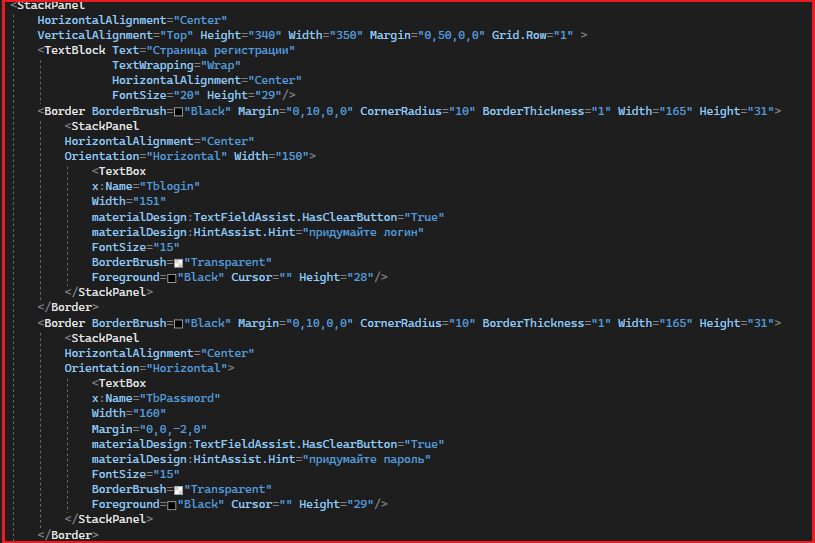 <StackPanel
HorizontalAlignment="Center"
VerticalAlignment="Top" Height="340" Width="350" Margin="0,50,0,0" Grid.Row="1" >
<TextBlock Text="Страница регистрации"
TextWrapping="Wrap"
HorizontalAlignment="Center"
FontSize="20" Height="29"/>
<Border BorderBrush="Black" Margin="0,10,0,0" CornerRadius="10" BorderThickness="1" Width="165" Height="31">
<StackPanel
HorizontalAlignment="Center"
Orientation="Horizontal" Width="150">
<TextBox
x:Name="Tblogin"
Width="151"
materialDesign:TextFieldAssist.HasClearButton="True"
materialDesign:HintAssist.Hint="придумайте логин"
FontSize="15"
BorderBrush="Transparent"
Foreground="Black" Cursor="" Height="28"/>
</StackPanel>
</Border>
<Border BorderBrush="Black" Margin="0,10,0,0" CornerRadius="10" BorderThickness="1" Width="165" Height="31">
<StackPanel
HorizontalAlignment="Center"
Orientation="Horizontal">
<TextBox
x:Name="TbPassword"
Width="160"
Margin="0,0,-2,0"
materialDesign:TextFieldAssist.HasClearButton="True"
materialDesign:HintAssist.Hint="придумайте пароль"
FontSize="15"
BorderBrush="Transparent"
Foreground="Black" Cursor="" Height="29"/>
</StackPanel>
</Border>